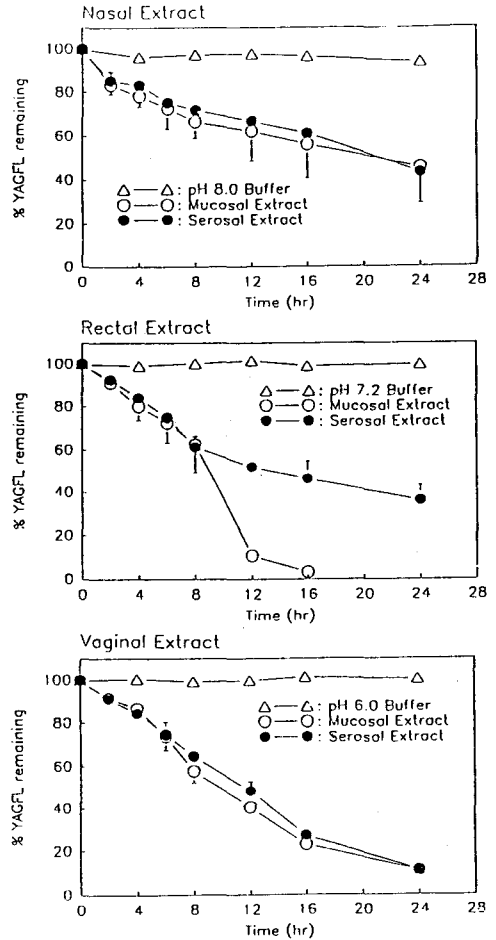 Nasal Extract
% YAGFL remaining
100
80
60
40
20
0
△—△: pH 8.0 Buffer
○—○: Mucosal Extract
●—●: Serosal Extract
0 4 8 12 16 20 24 28
Time (hr)
Rectal Extract
% YAGFL remaining
100
80
60
40
20
0
△—△: pH 7.2 Buffer
○—○: Mucosal Extract
●—●: Serosal Extract
0 4 8 12 16 20 24 28
Time (hr)
Vaginal Extract
% YAGFL remaining
100
80
60
40
20
0
△—△: pH 6.0 Buffer
○—○: Mucosal Extract
●—●: Serosal Extract
0 4 8 12 16 20 24 28
Time (hr)